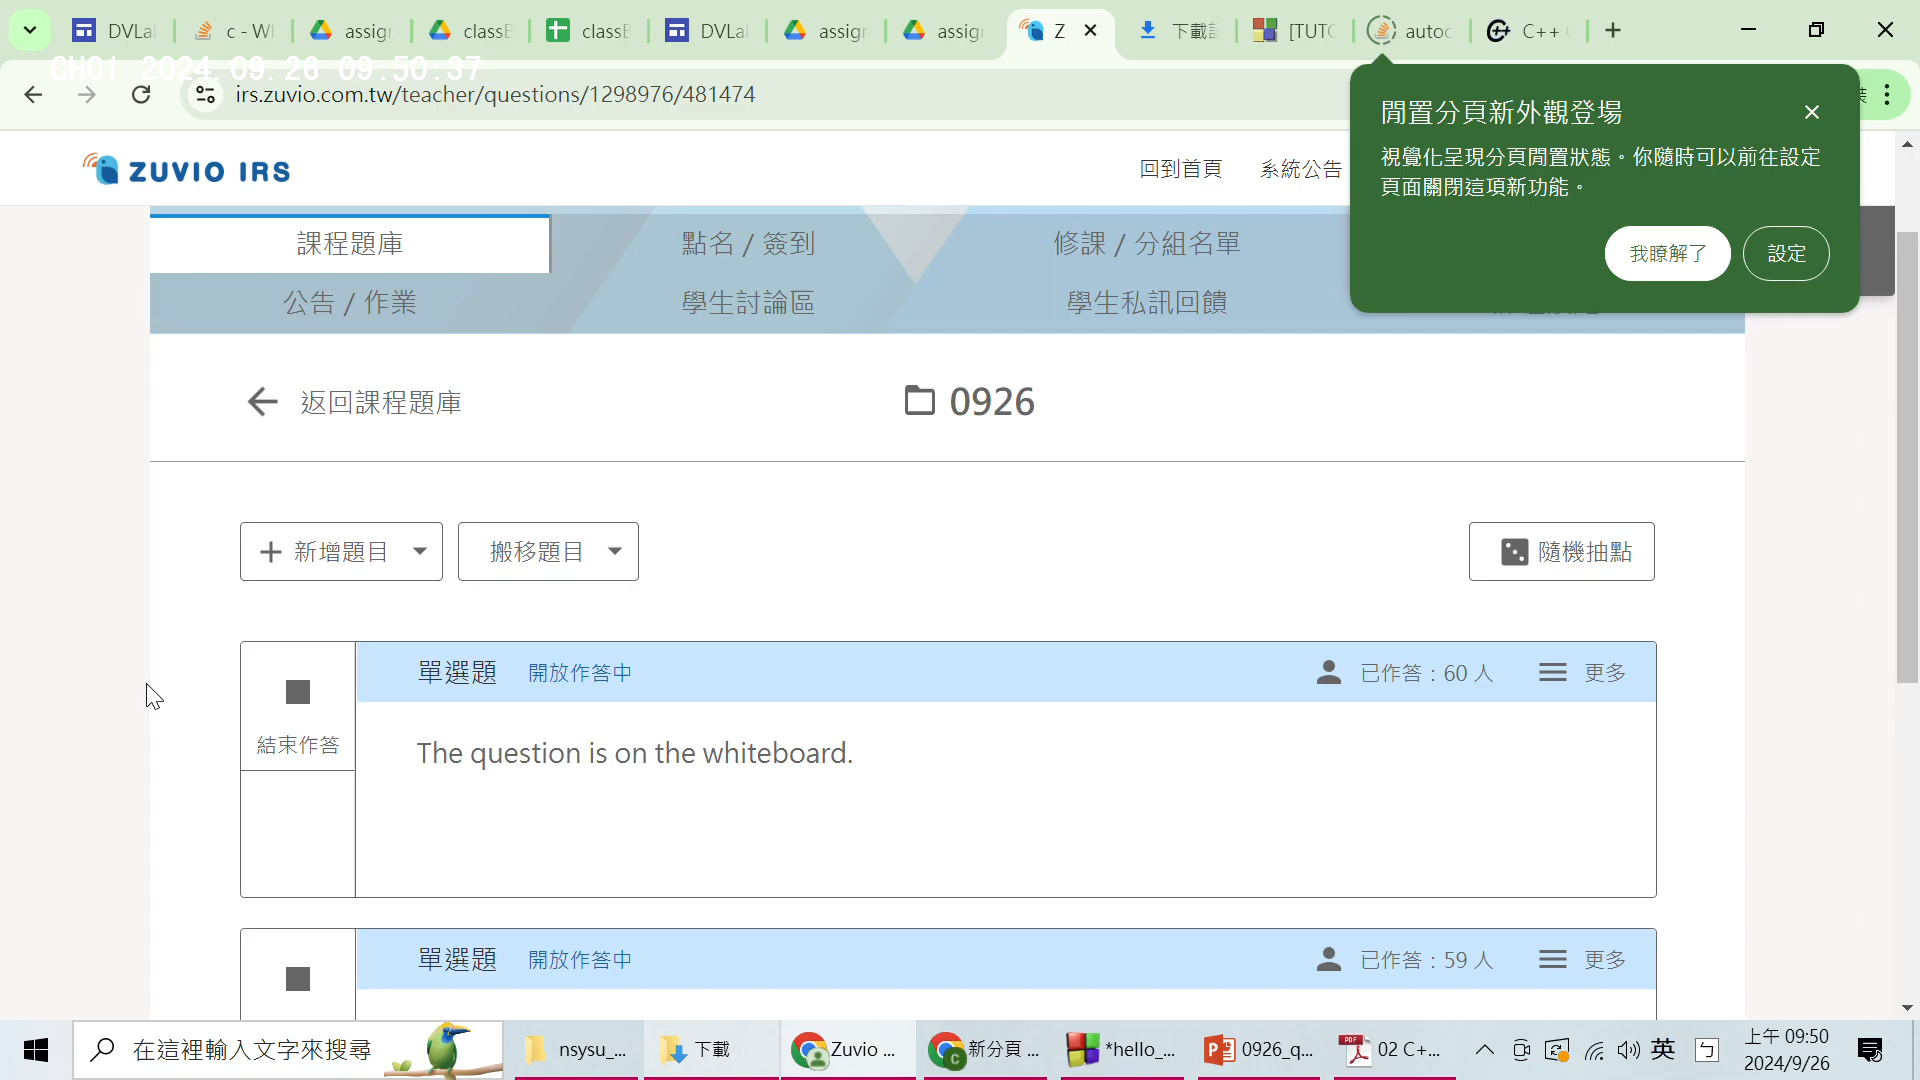 DVLa
c - W
assig
classE
classE
DVLa
assig
assig
Z
下載
[TUTO
auto
C++
CH01 2024.09.26 09:50:37
irs.zuvio.com.tw/teacher/questions/1298976/481474
閒置分頁新外觀登場
視覺化呈現分頁閒置狀態。你隨時可以前往設定
頁面關閉這項新功能。
我瞭解了
設定
ZUVIO IRS
回到首頁
系統公告
課程題庫
點名 / 簽到
修課 / 分組名單
公告 / 作業
學生討論區
學生私訊回饋
返回課程題庫
0926
新增題目
搬移題目
隨機抽點
單選題
開放作答中
已作答：60 人
更多
結束作答
The question is on the whiteboard.
單選題
開放作答中
已作答：59 人
更多
在這裡輸入文字來搜尋
nsysu_...
下載
Zuvio ...
新分頁 ...
*hello_...
0926_q...
02 C+...
英
ㄅ
上午 09:50
2024/9/26